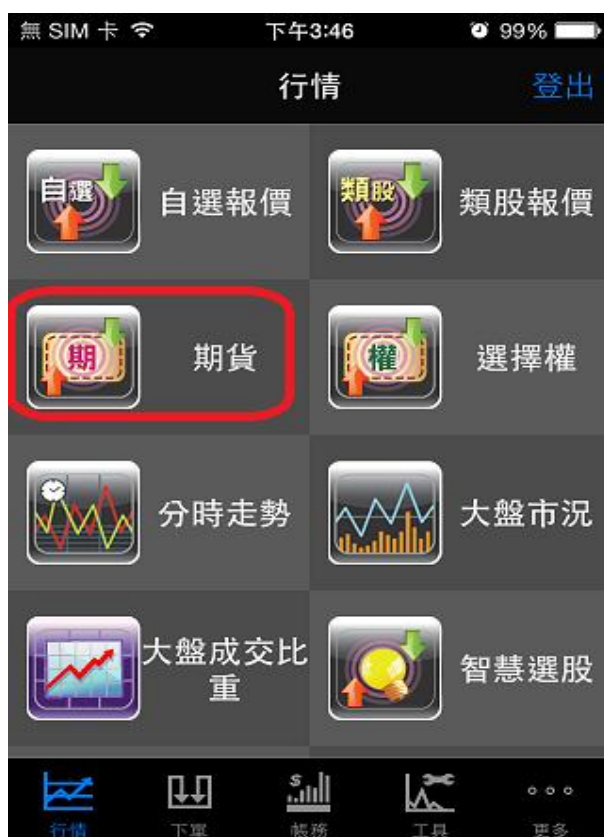 無 SIM 卡 下午3:46 99%
行情 登出
自選 自選報價
類股 類股報價
期 期貨
權 選擇權
分時走勢 大盤市況
大盤成交比
重
智慧選股
行情 下單 帳務 工具 更多